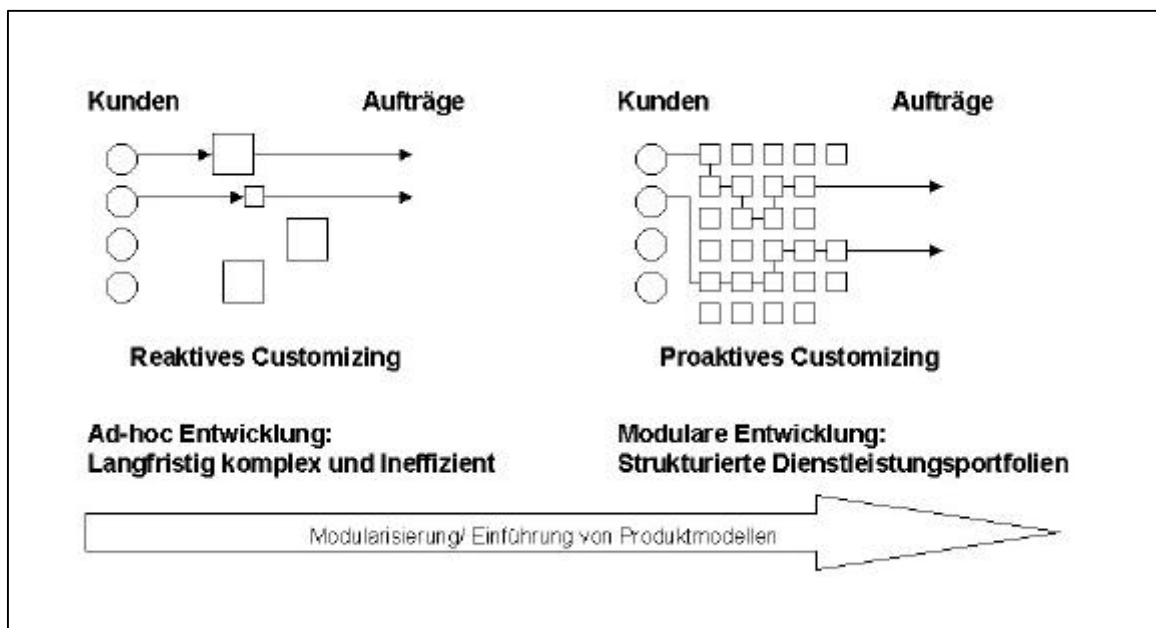 Kunden Aufträge
Reaktives Customizing
Ad-hoc Entwicklung:
Langfristig komplex und Ineffizient
Kunden Aufträge
Proaktives Customizing
Modulare Entwicklung:
Strukturierte Dienstleistungsportfolien
Modularisierung/ Einführung von Produktmodellen